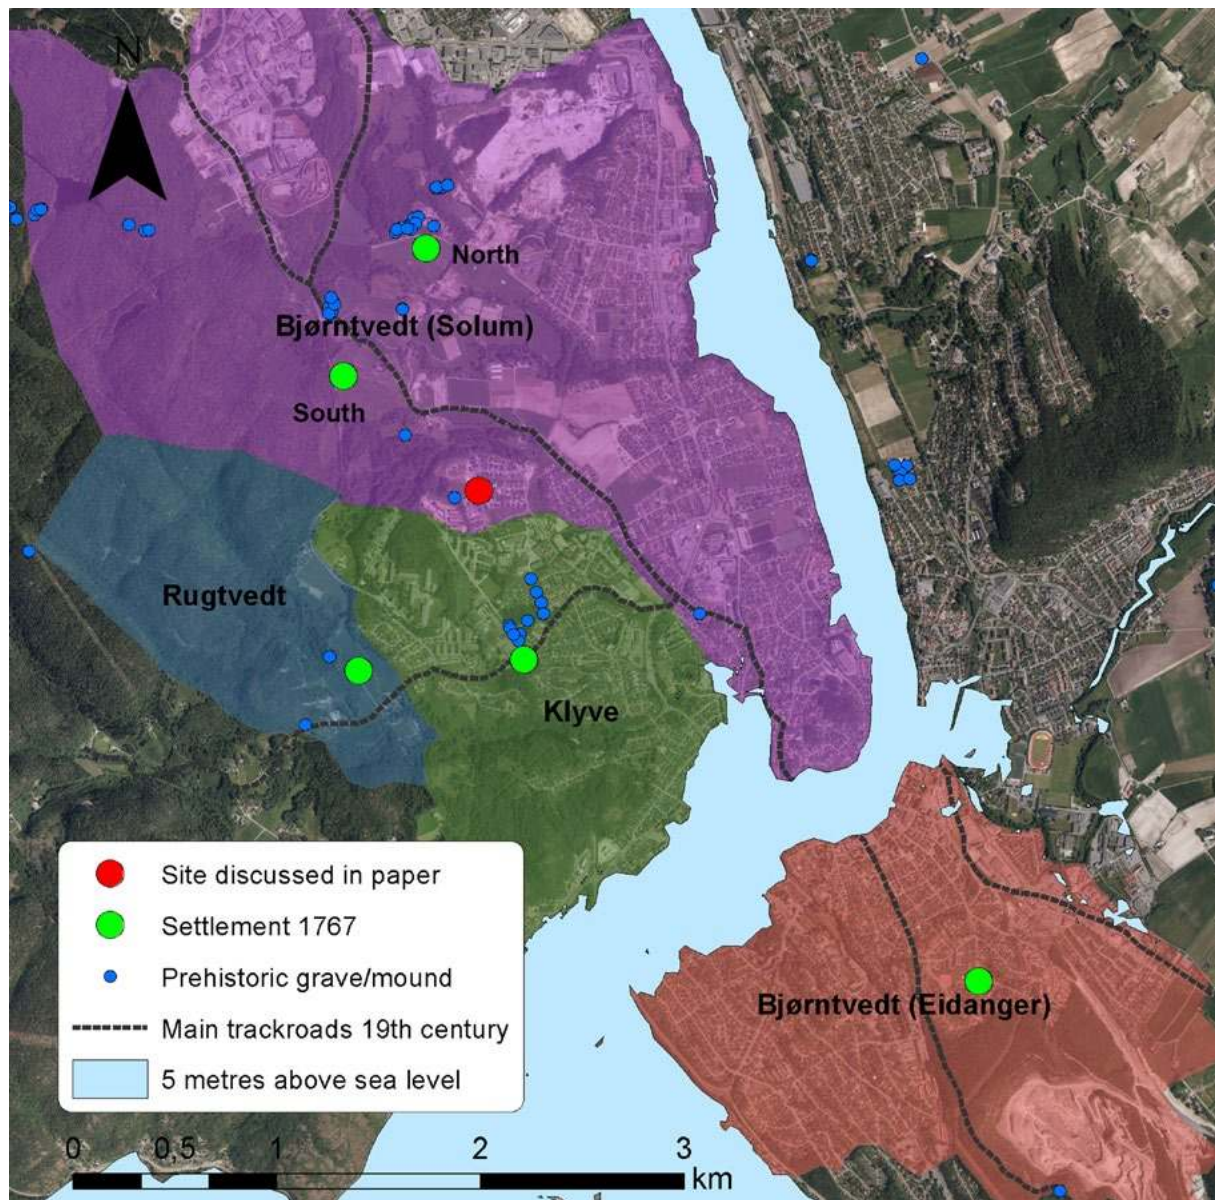 N
North
Bjørntvedt (Solum)
South
Rugtvedt
Klyve
Bjørntvedt (Eidanger)
Site discussed in paper
Settlement 1767
Prehistoric grave/mound
Main trackroads 19th century
5 metres above sea level
0 0,5 1 2 3
km